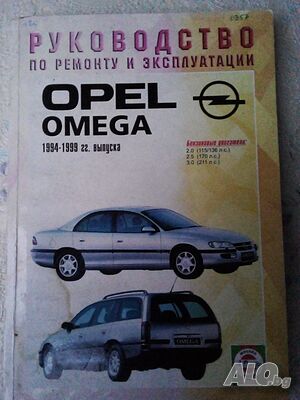 РУКОВОДСТВО
ПО РЕМОНТУ И ЭКСПЛУАТАЦИИ
OPEL
OMEGA
1994-1999 гг. выпуска
Бензиновые двигатели:
2.0 (115/136 л.с.)
2.5 (170 л.с.)
3.0 (211 л.с.)
OMEGA
ALO.bg